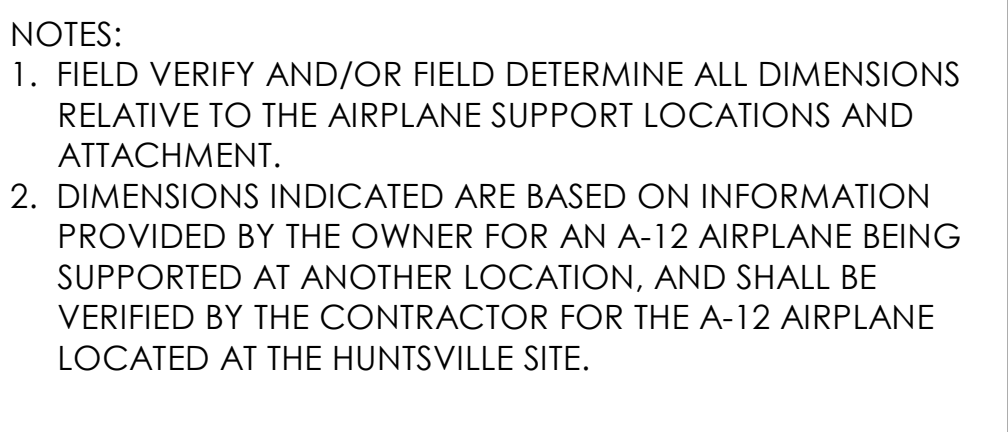 NOTES:
1. FIELD VERIFY AND/OR FIELD DETERMINE ALL DIMENSIONS
RELATIVE TO THE AIRPLANE SUPPORT LOCATIONS AND
ATTACHMENT.
2. DIMENSIONS INDICATED ARE BASED ON INFORMATION
PROVIDED BY THE OWNER FOR AN A-12 AIRPLANE BEING
SUPPORTED AT ANOTHER LOCATION, AND SHALL BE
VERIFIED BY THE CONTRACTOR FOR THE A-12 AIRPLANE
LOCATED AT THE HUNTSVILLE SITE.